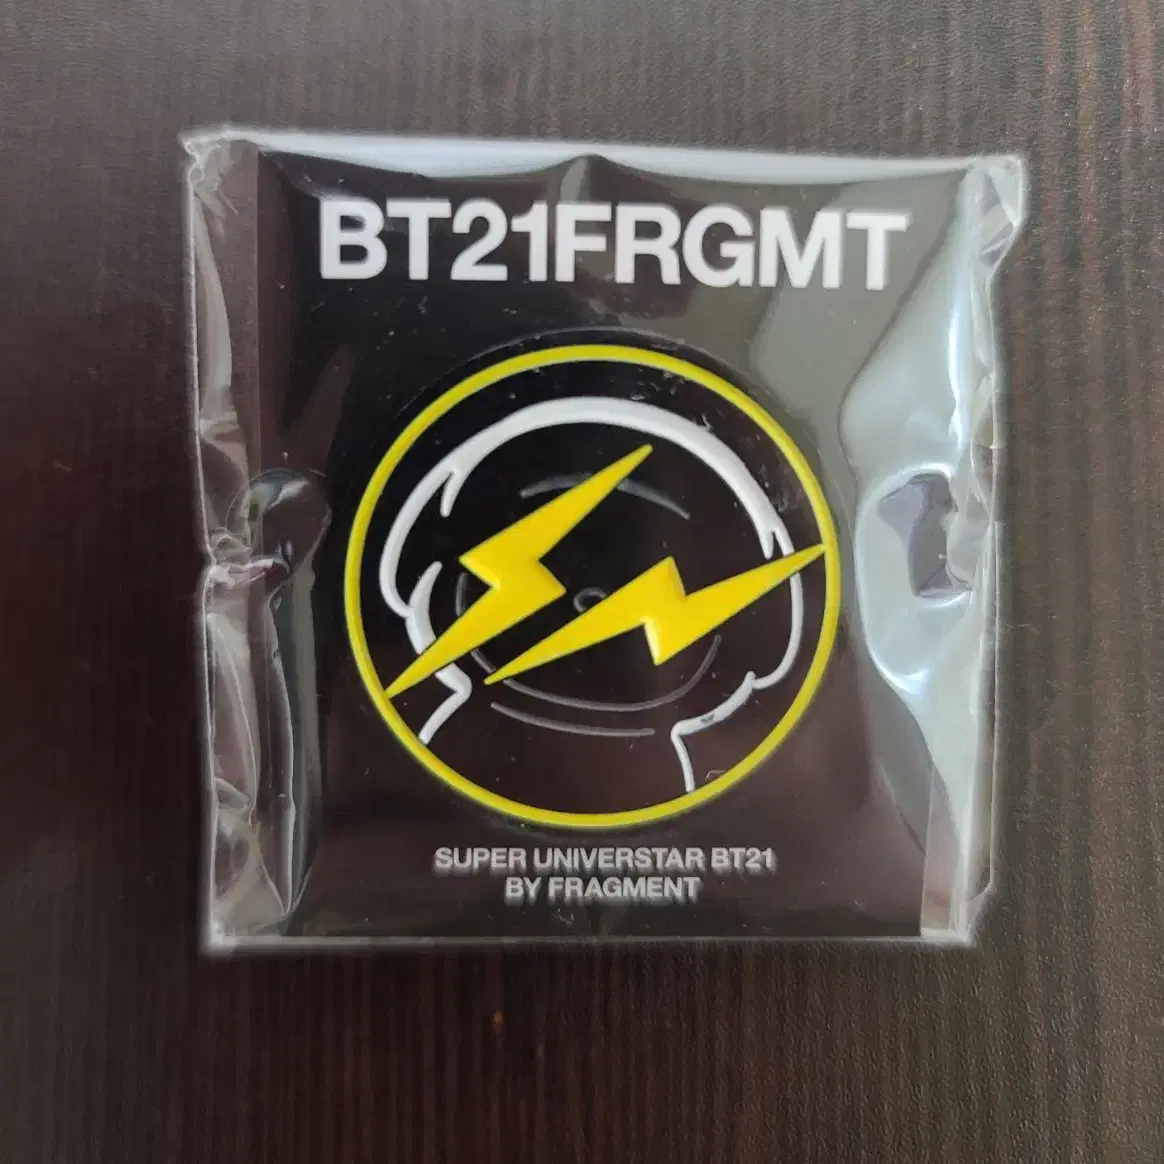 BT21FRGMT
SUPER UNIVERSTAR BT21
BY FRAGMENT